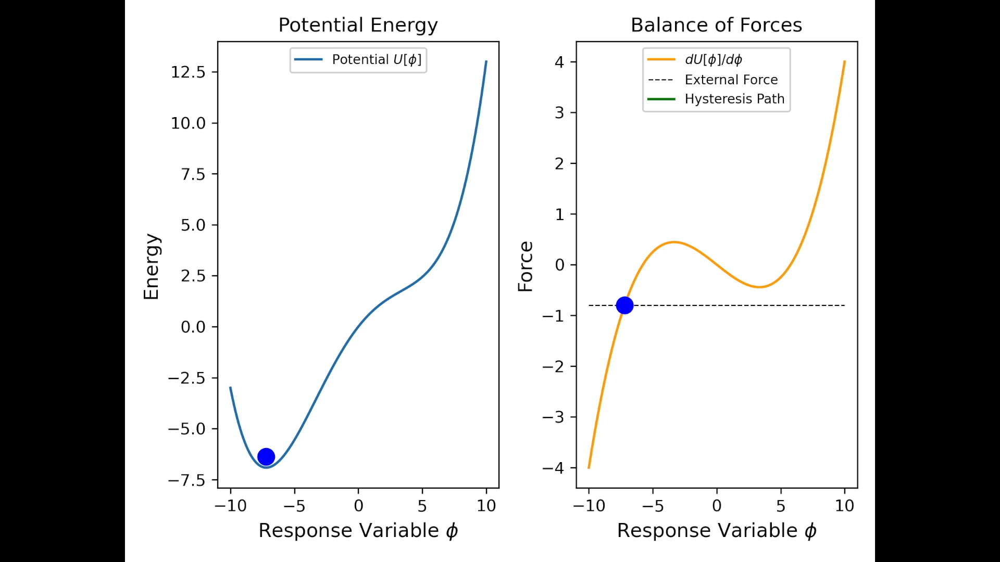 Potential Energy
Potential U[ϕ]
12.5
10.0
7.5
5.0
2.5
0.0
−2.5
−5.0
−7.5
Energy
−10 −5 0 5 10
Response Variable ϕ
Balance of Forces
dU[ϕ]/dϕ
External Force
Hysteresis Path
4
3
2
1
0
−1
−2
−3
−4
Force
−10 −5 0 5 10
Response Variable ϕ